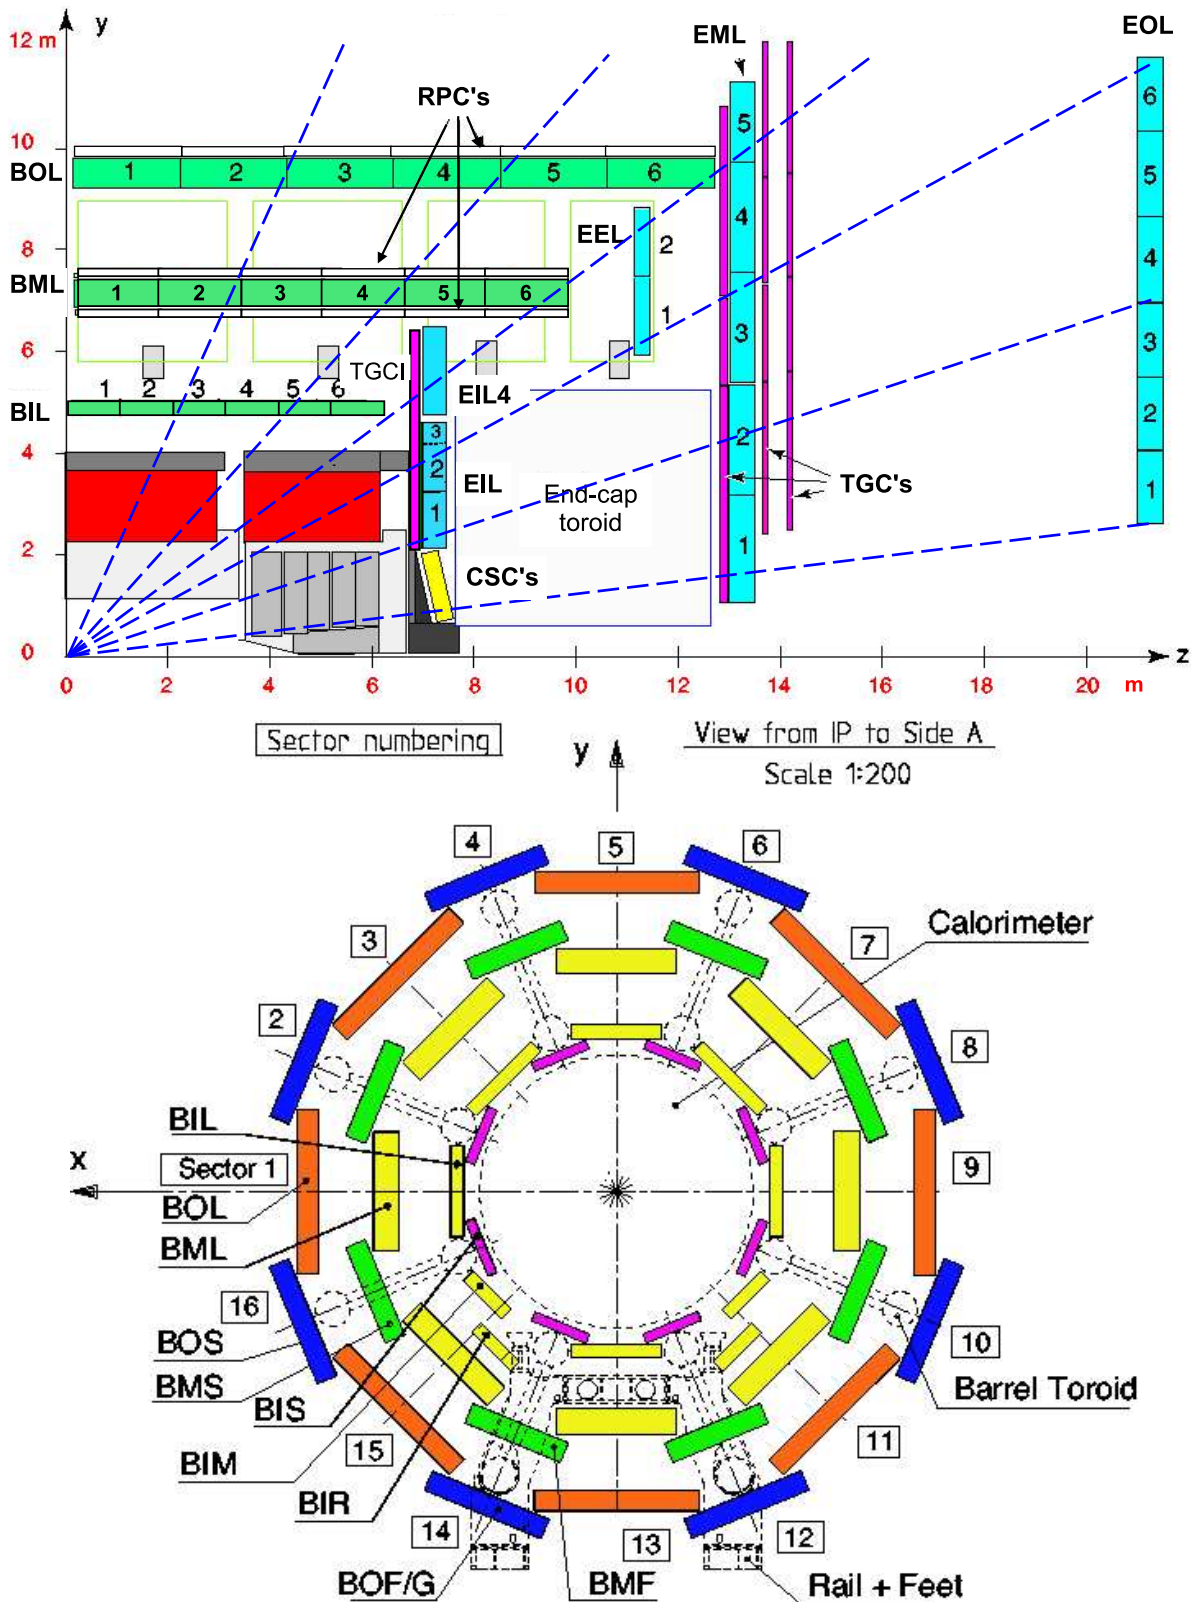 y
12 m
EML
EOL
RPC's
6
5
10
BOL
1 2 3 4 5 6
5
4
EEL
2
8
4
BML
1 2 3 4 5 6
1
3
3
6
TGCI
1 2 3 4 5 6
EIL4
BIL
2
4
3
2
EIL
End-cap
toroid
TGC's
1
1
1
2
CSC's
0
z
0 2 4 6 8 10 12 14 16 18 20 m
Sector numbering
View from IP to Side A
y
Scale 1:200
4
5
6
Calorimeter
3
7
2
8
BIL
x
Sector 1
9
BOL
BML
16
10
BOS
BMS
Barrel Toroid
BIS
15
11
BIM
BIR
14
13
12
BOF/G
BMF
Rail + Feet